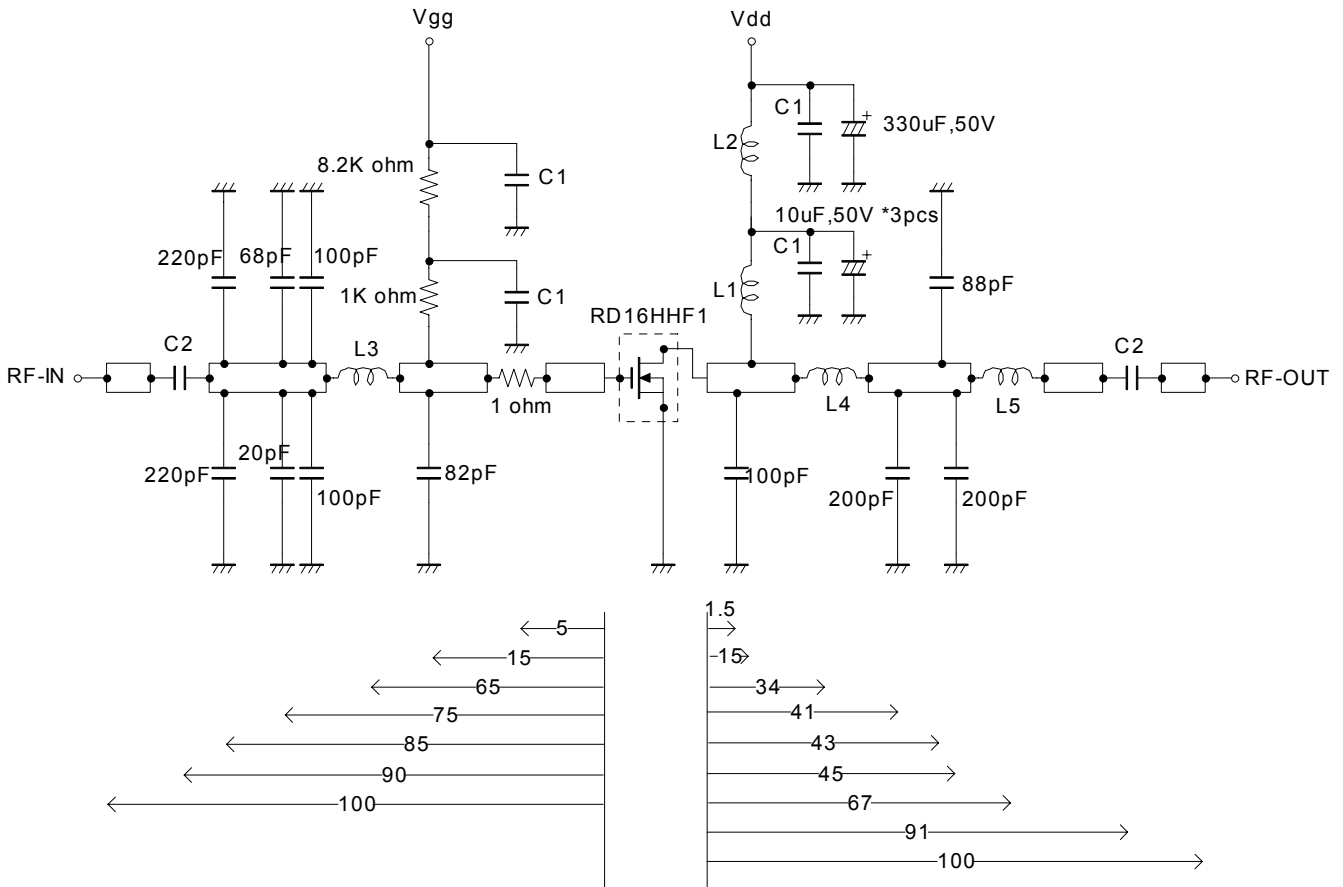 Vgg
Vdd
C1
330uF,50V
L2
8.2K ohm
C1
10uF,50V *3pcs
C1
220pF
68pF
100pF
88pF
1K ohm
C1
L1
RD16HHF1
C2
L3
C2
RF-IN
RF-OUT
1 ohm
L4
L5
220pF
20pF
100pF
82pF
100pF
200pF
200pF
1.5
5
15
15
65
34
75
41
85
43
90
45
100
67
91
100